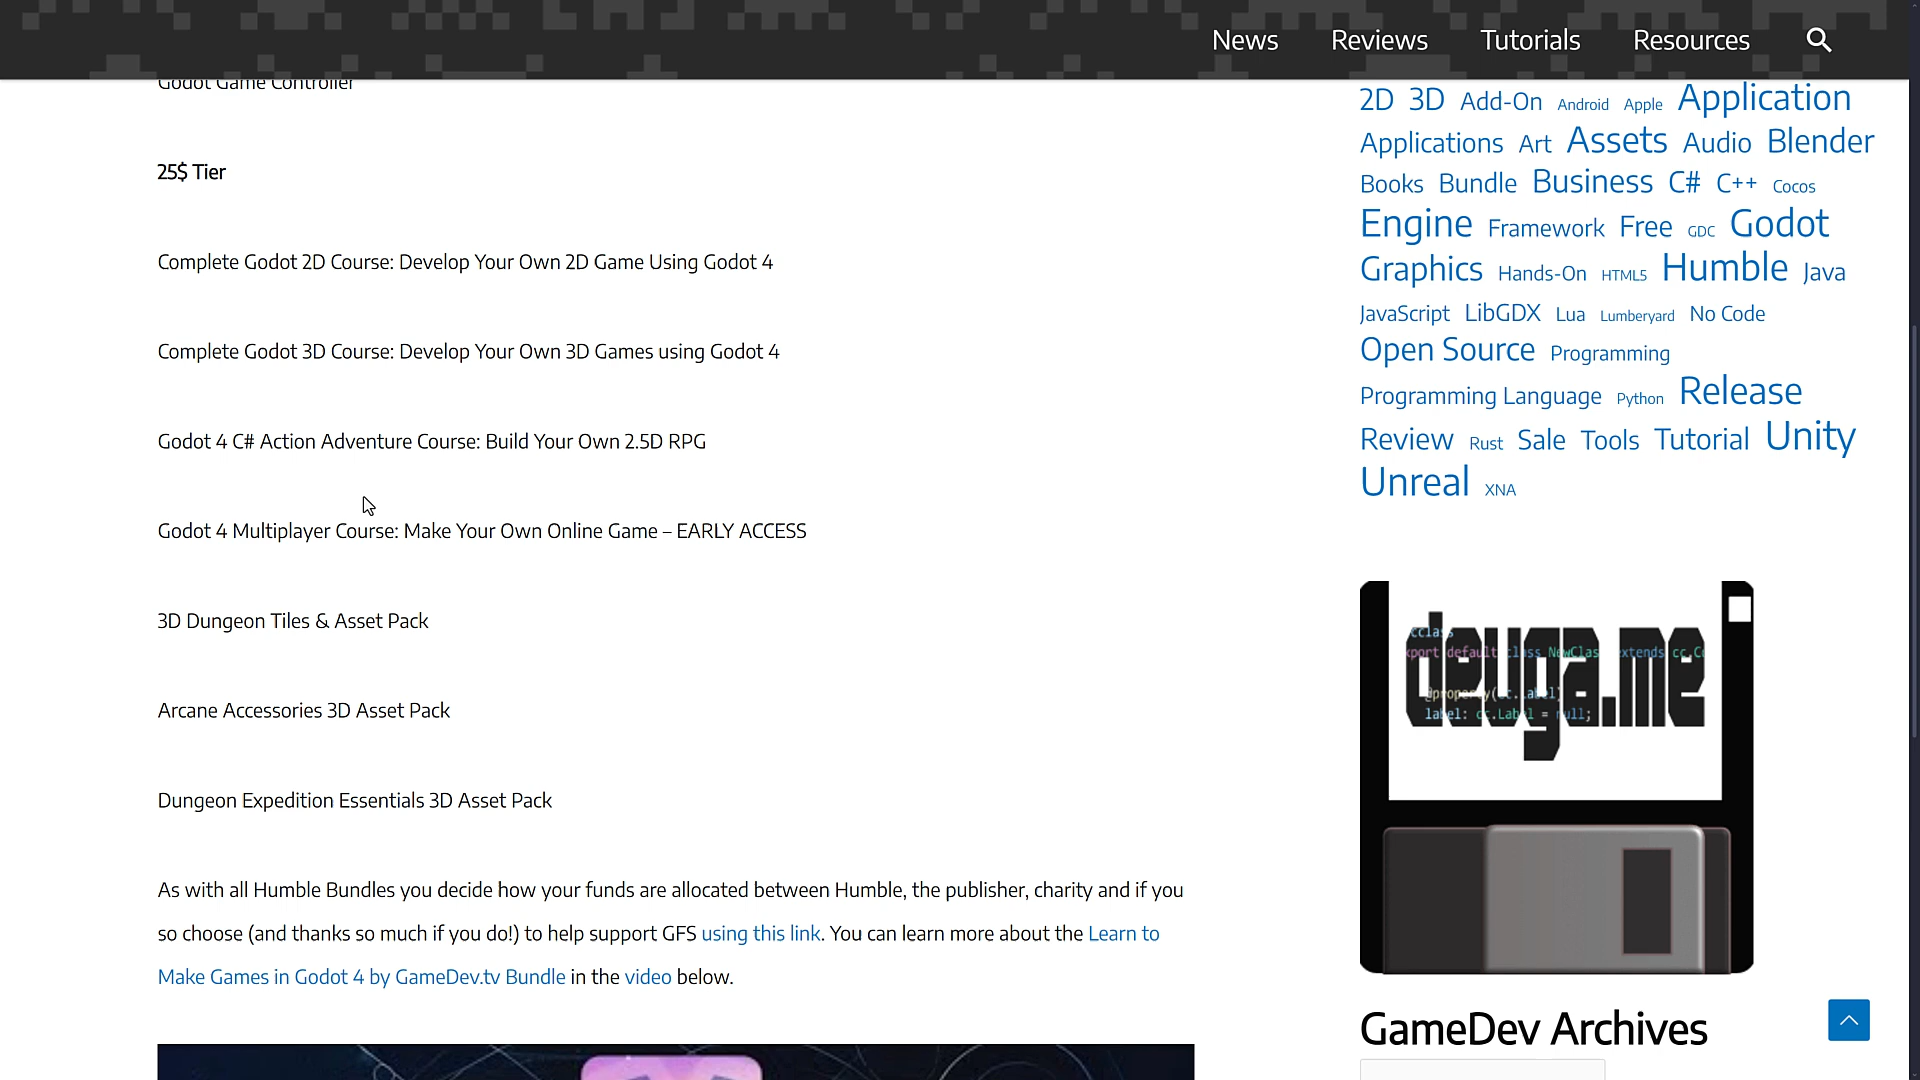 News Reviews Tutorials Resources
Godot Game Controller
25$ Tier
Complete Godot 2D Course: Develop Your Own 2D Game Using Godot 4
Complete Godot 3D Course: Develop Your Own 3D Games using Godot 4
Godot 4 C# Action Adventure Course: Build Your Own 2.5D RPG
Godot 4 Multiplayer Course: Make Your Own Online Game – EARLY ACCESS
3D Dungeon Tiles & Asset Pack
Arcane Accessories 3D Asset Pack
Dungeon Expedition Essentials 3D Asset Pack
As with all Humble Bundles you decide how your funds are allocated between Humble, the publisher, charity and if you
so choose (and thanks so much if you do!) to help support GFS using this link. You can learn more about the Learn to
Make Games in Godot 4 by GameDev.tv Bundle in the video below.
2D 3D Add-On Android Apple Application
Applications Art Assets Audio Blender
Books Bundle Business C# C++ Cocos
Engine Framework Free GDC Godot
Graphics Hands-On HTML5 Humble Java
JavaScript LibGDX Lua Lumberyard No Code
Open Source Programming
Programming Language Python Release
Review Rust Sale Tools Tutorial Unity
Unreal XNA
devga.me
label: cc.Label = null;
GameDev Archives